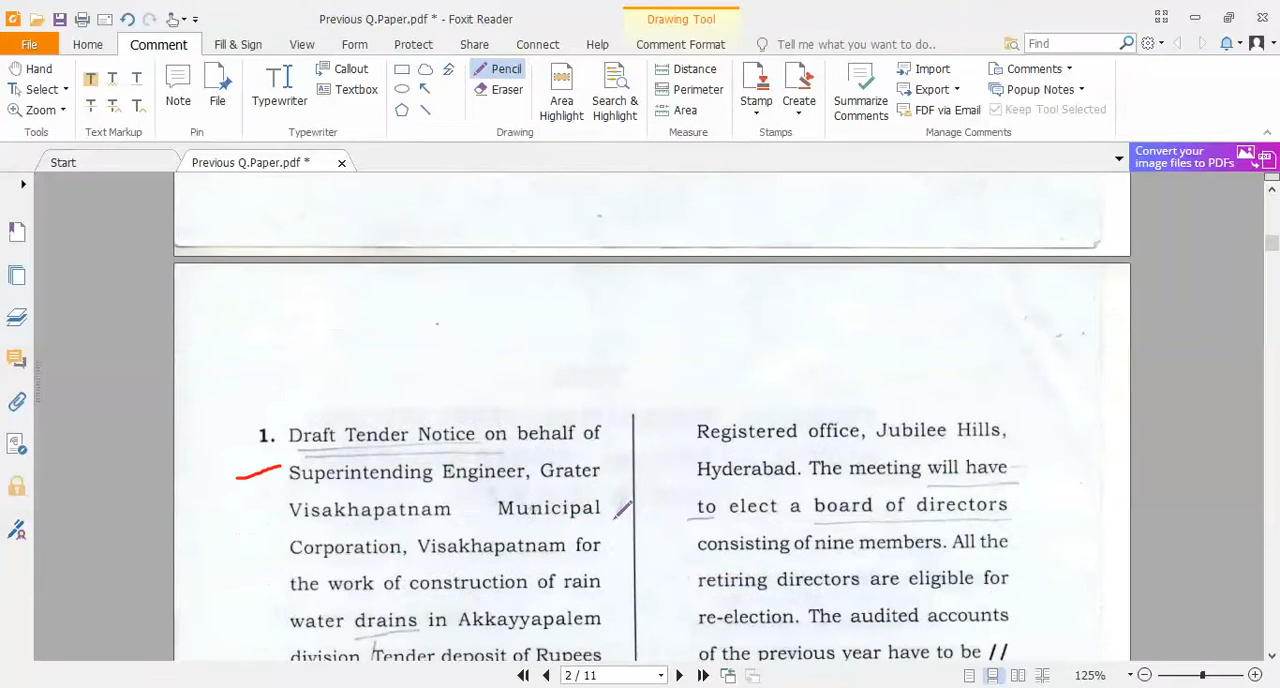 Previous Q.Paper.pdf * - Foxit Reader
Drawing Tool
File
Home
Comment
Fill & Sign
View
Form
Protect
Share
Connect
Help
Comment Format
Tell me what you want to do..
Find
Hand
Select
Zoom
Tools
Text Markup
Note
File
Pin
Typewriter
Callout
Textbox
Typewriter
Pencil
Eraser
Area
Highlight
Search &
Highlight
Drawing
Distance
Perimeter
Area
Measure
Stamp
Create
Stamps
Summarize
Comments
Import
Export
FDF via Email
Comments
Popup Notes
Keep Tool Selected
Manage Comments
Start
Previous Q.Paper.pdf *
Convert your
image files to PDFs
1. Draft Tender Notice on behalf of
Superintending Engineer, Grater
Visakhapatnam Municipal
Corporation, Visakhapatnam for
the work of construction of rain
water drains in Akkayyapalem
division. Tender deposit of Rupees
Registered office, Jubilee Hills,
Hyderabad. The meeting will have
to elect a board of directors
consisting of nine members. All the
retiring directors are eligible for
re-election. The audited accounts
of the previous year have to be //
2 / 11
125%